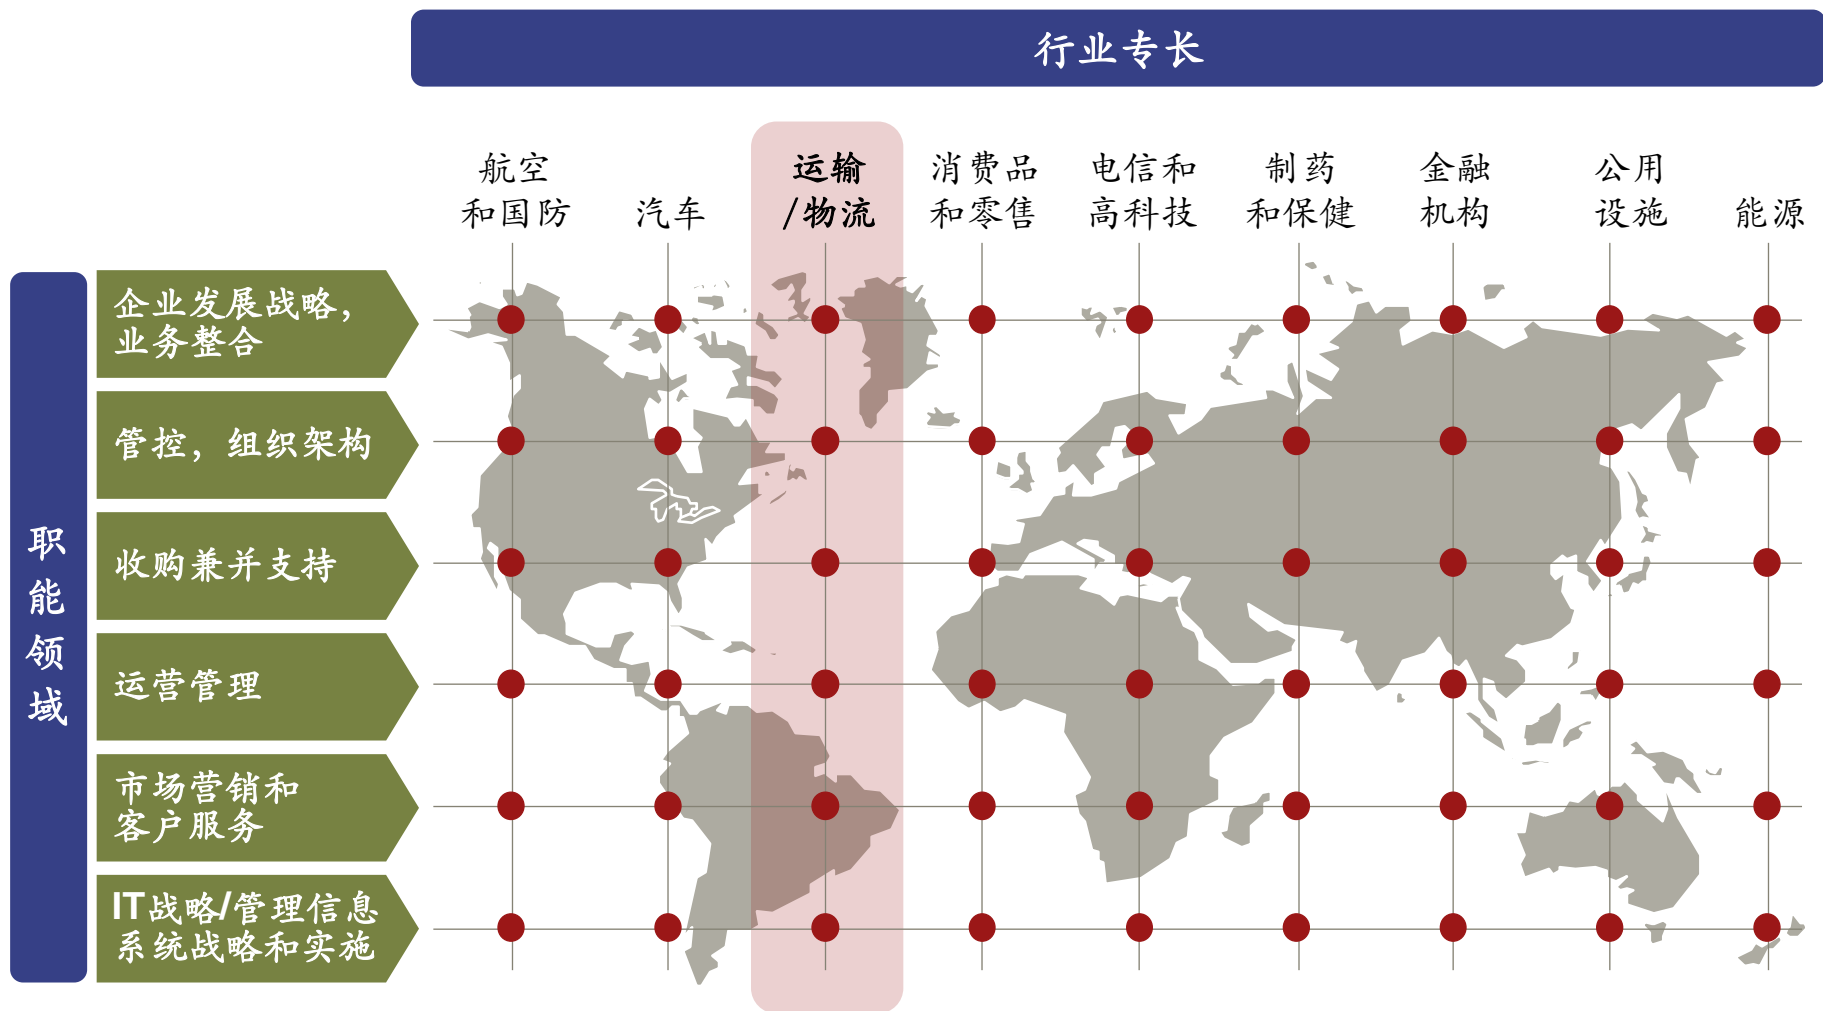 行业专长
航空
和国防
汽车
运输
/物流
消费品
和零售
电信和
高科技
制药
和保健
金融
机构
公用
设施
能源
职能领域
企业发展战略，
业务整合
管控，组织架构
收购兼并支持
运营管理
市场营销和
客户服务
IT战略/管理信息
系统战略和实施